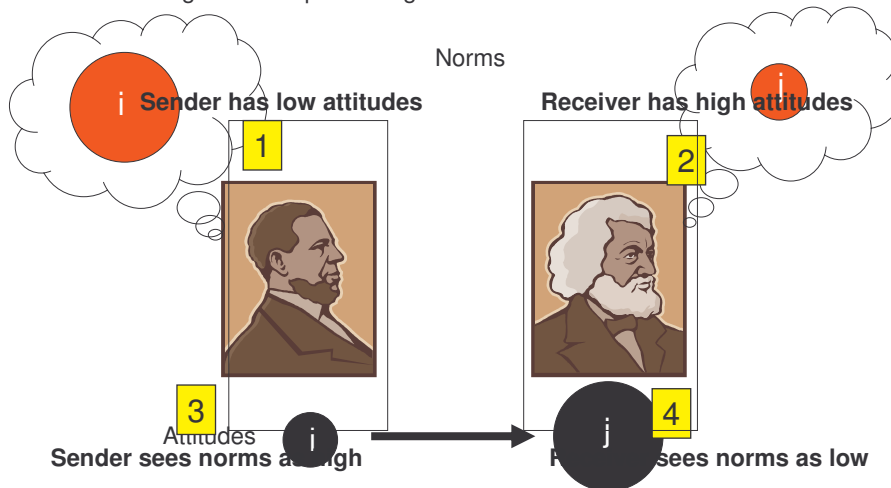 Norms
i
Sender has low attitudes
Receiver has high attitudes
1
2
3
4
Attitudes
i
j
Sender sees norms as high
sees norms as low